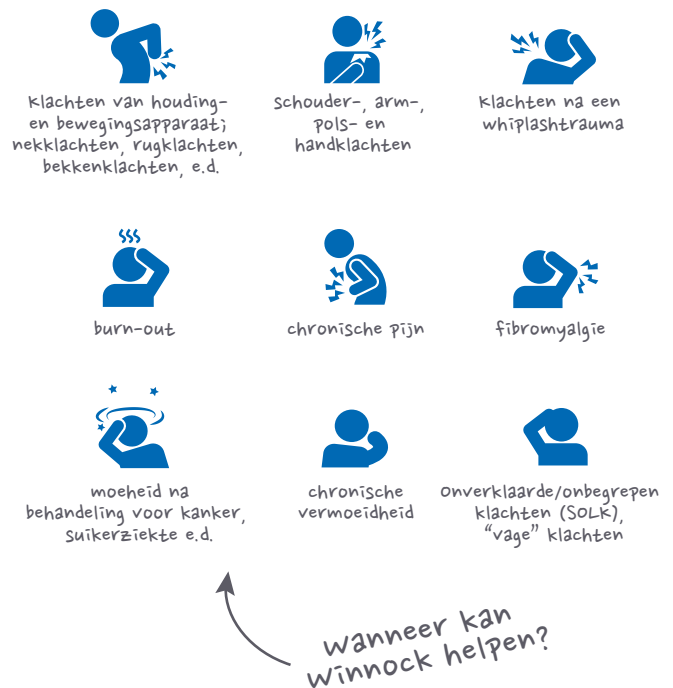 klachten van houding-
en bewegingsapparaat;
nekklachten, rugklachten,
bekkenklachten, e.d.
schouder-, arm-,
pols- en
handklachten
klachten na een
whiplashtrauma
burn-out
chronische pijn
fibromyalgie
moeheid na
behandeling voor kanker,
suikerziekte e.d.
chronische
vermoeidheid
onverklaarde/onbegrepen
klachten (SOLK),
“vage” klachten
wanneer kan
winnock helpen?